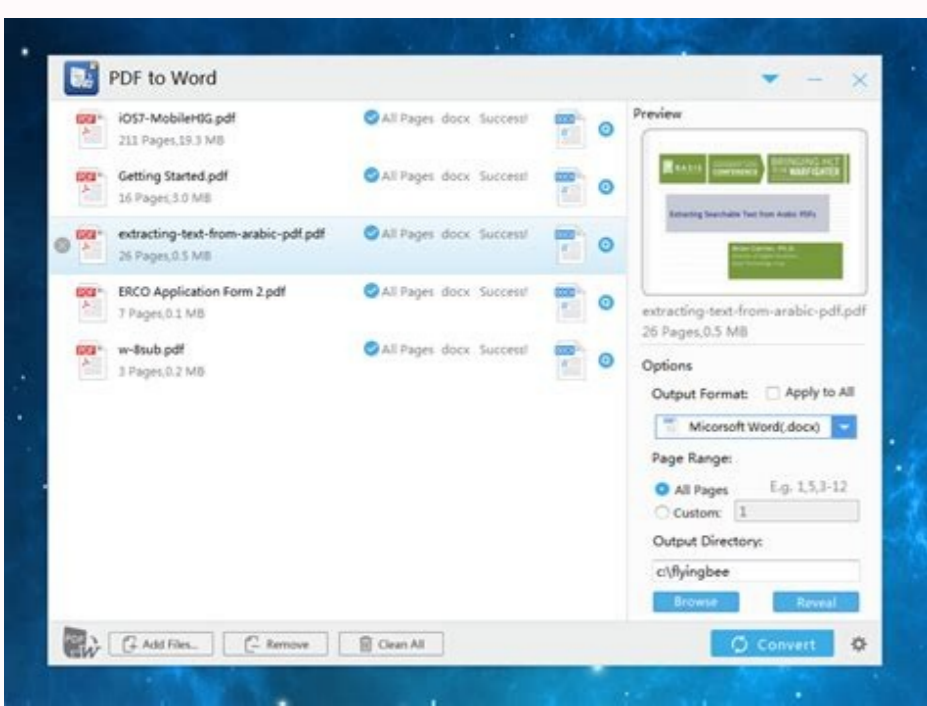 PDF to Word
iOS7-MobileHIG.pdf
211 Pages,19.3 MB
All Pages docx Success!
Getting Started.pdf
16 Pages,3.0 MB
All Pages docx Success!
extracting-text-from-arabic-pdf.pdf
26 Pages,0.5 MB
All Pages docx Success!
ERCO Application Form 2.pdf
7 Pages,0.1 MB
All Pages docx Success!
w-8sub.pdf
3 Pages,0.2 MB
All Pages docx Success!
Preview
BASIS
CONFERENCE
BRINGING HLT
WARFIGHTER
Extracting Searchable Text from Arabic PDFs
extracting-text-from-arabic-pdf.pdf
26 Pages,0.5 MB
Options
Output Format:
Apply to All
Micorsoft Word(.docx)
Page Range:
All Pages
E.g. 1,5,3-12
Custom:
1
Output Directory:
c:\flyingbee
Browse
Reveal
Add Files...
Remove
Clean All
Convert